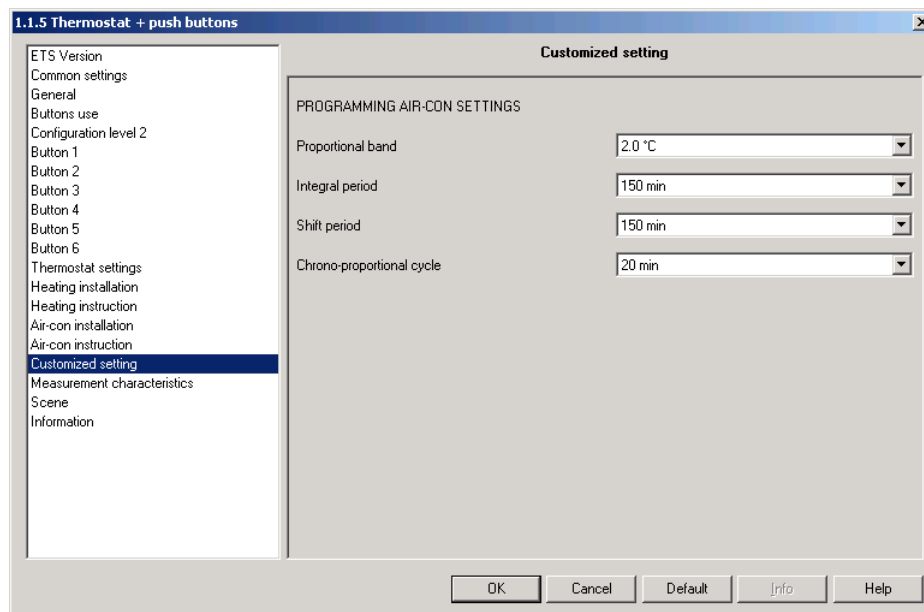 1.1.5 Thermostat + push buttons
ETS Version
Common settings
General
Buttons use
Configuration level 2
Button 1
Button 2
Button 3
Button 4
Button 5
Button 6
Thermostat settings
Heating installation
Heating instruction
Air-con installation
Air-con instruction
Customized setting
Measurement characteristics
Scene
Information
Customized setting
PROGRAMMING AIR-CON SETTINGS
Proportional band 2.0 °C
Integral period 150 min
Shift period 150 min
Chrono-proportional cycle 20 min
OK Cancel Default Info Help